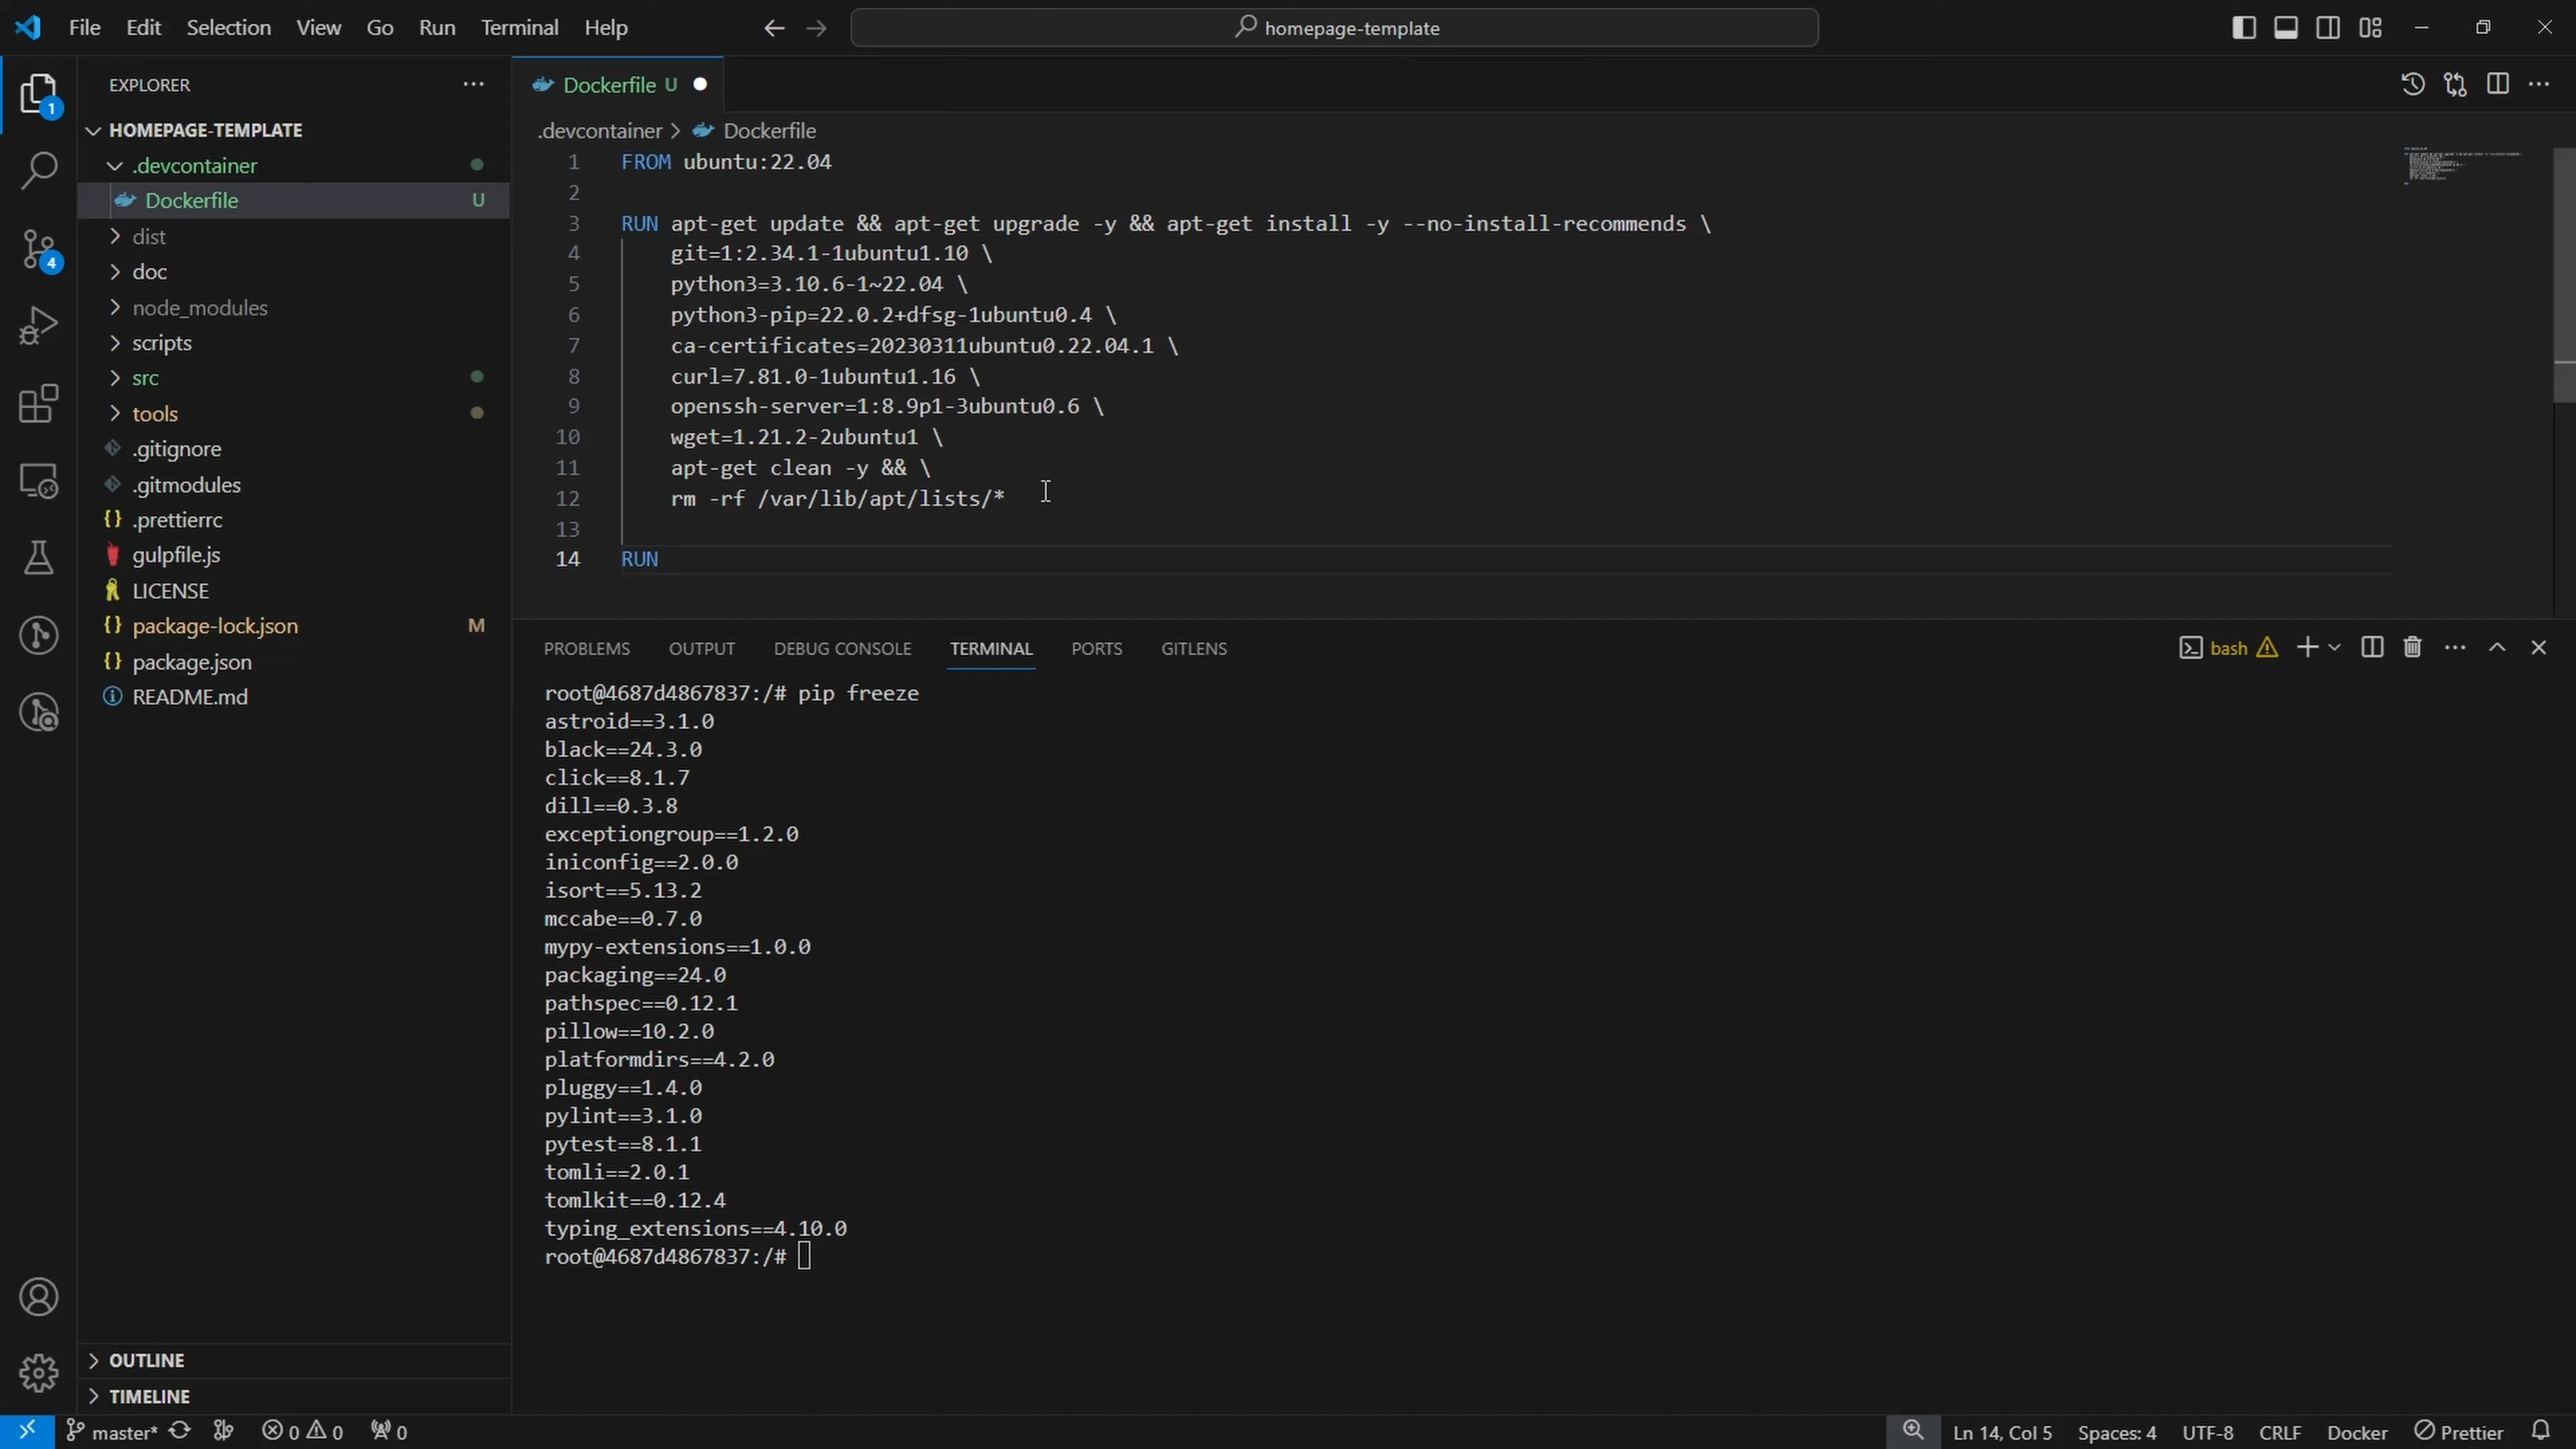 File Edit Selection View Go Run Terminal Help
homepage-template
EXPLORER
HOMEPAGE-TEMPLATE
.devcontainer
Dockerfile U
dist
doc
node_modules
scripts
src
tools
.gitignore
.gitmodules
{} .prettierrc
gulpfile.js
LICENSE
{} package-lock.json M
{} package.json
README.md
OUTLINE
TIMELINE
1
4
Dockerfile U
.devcontainer > Dockerfile
1 FROM ubuntu:22.04
2
3 RUN apt-get update && apt-get upgrade -y && apt-get install -y --no-install-recommends \
4 git=1:2.34.1-1ubuntu1.10 \
5 python3=3.10.6-1~22.04 \
6 python3-pip=22.0.2+dfsg-1ubuntu0.4 \
7 ca-certificates=20230311ubuntu0.22.04.1 \
8 curl=7.81.0-1ubuntu1.16 \
9 openssh-server=1:8.9p1-3ubuntu0.6 \
10 wget=1.21.2-2ubuntu1 \
11 apt-get clean -y && \
12 rm -rf /var/lib/apt/lists/*
13
14 RUN
PROBLEMS OUTPUT DEBUG CONSOLE TERMINAL PORTS GITLENS
bash
root@4687d4867837:/# pip freeze
astroid==3.1.0
black==24.3.0
click==8.1.7
dill==0.3.8
exceptiongroup==1.2.0
iniconfig==2.0.0
isort==5.13.2
mccabe==0.7.0
mypy-extensions==1.0.0
packaging==24.0
pathspec==0.12.1
pillow==10.2.0
platformdirs==4.2.0
pluggy==1.4.0
pylint==3.1.0
pytest==8.1.1
tomli==2.0.1
tomlkit==0.12.4
typing_extensions==4.10.0
root@4687d4867837:/#
master* 0 0 0
Ln 14, Col 5 Spaces: 4 UTF-8 CRLF Docker Prettier